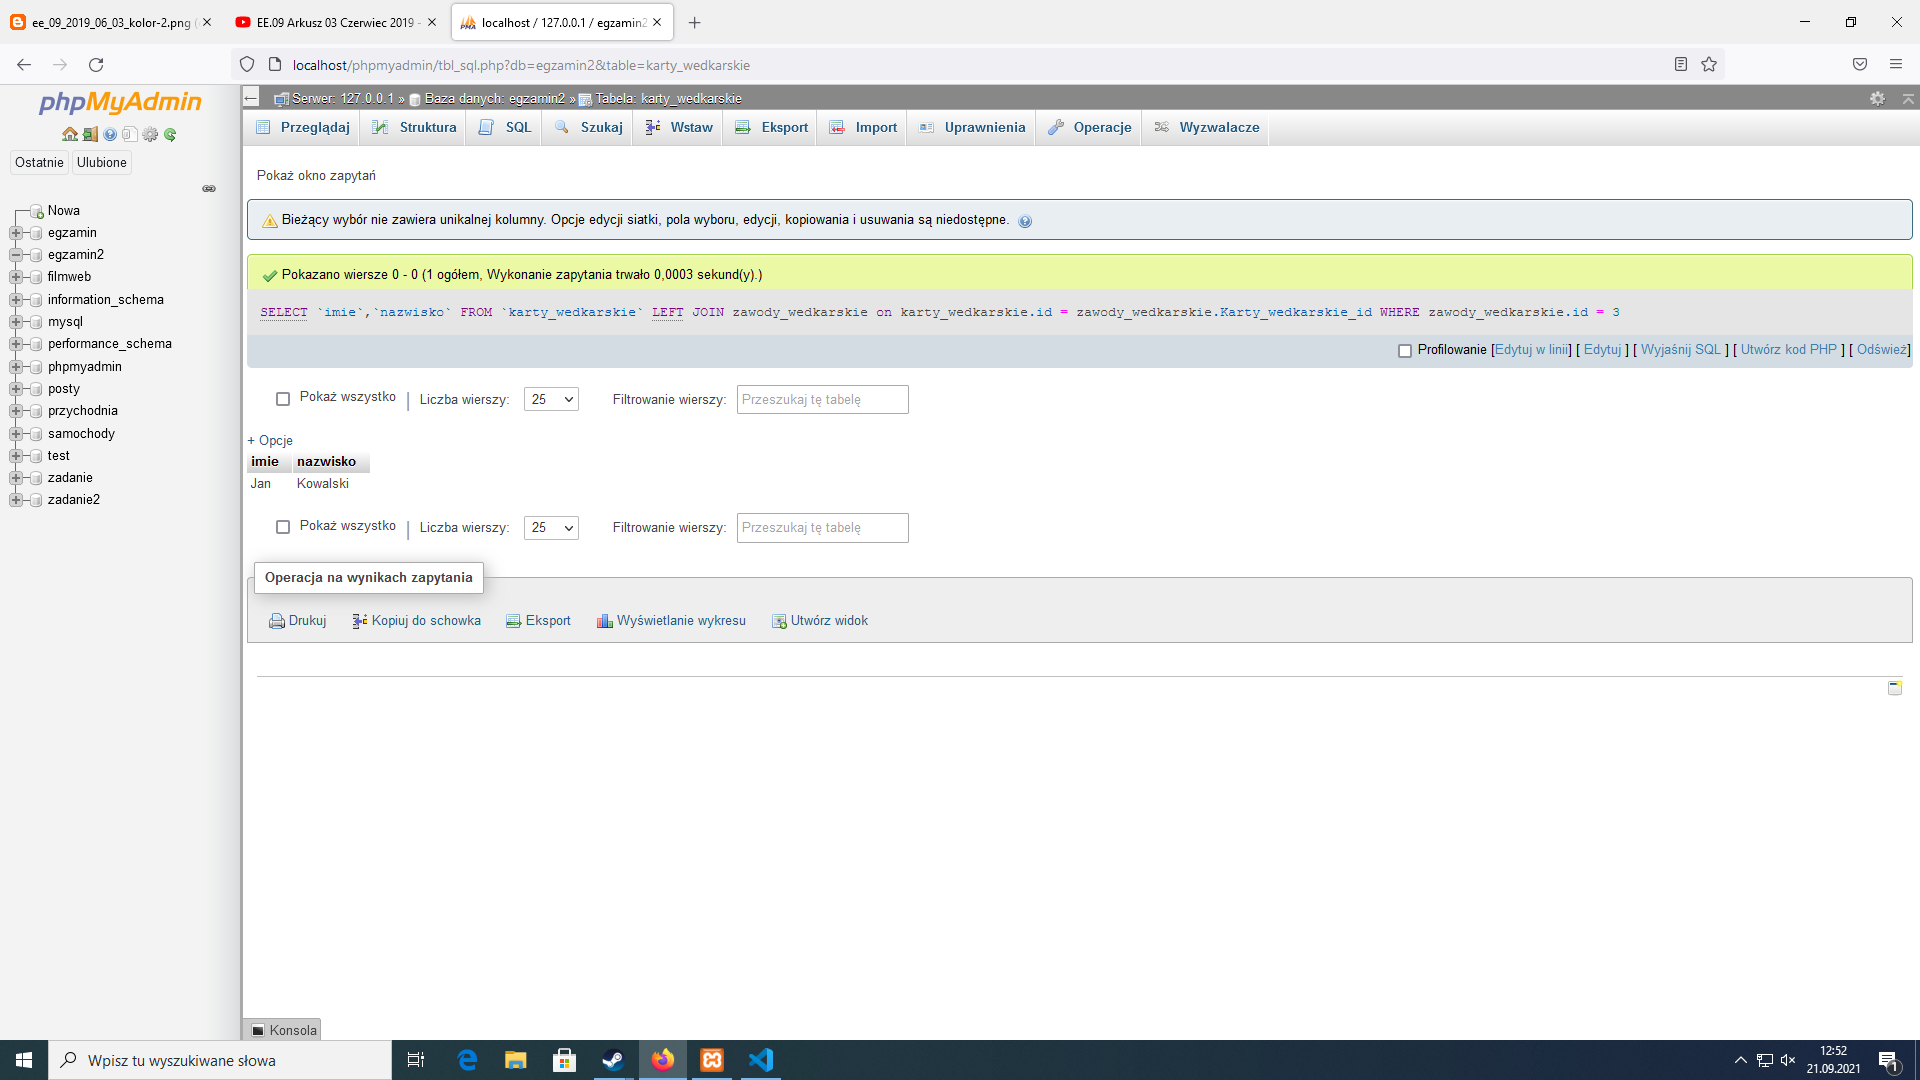 ee_09_2019_06_03_kolor-2.png
EE.09 Arkusz 03 Czerwiec 2019 -
localhost / 127.0.0.1 / egzamin2
localhost/phpmyadmin/tbl_sql.php?db=egzamin2&table=karty_wedkarskie
phpMyAdmin
Ostatnie Ulubione
Nowa
egzamin
egzamin2
filmweb
information_schema
mysql
performance_schema
phpmyadmin
posty
przychodnia
samochody
test
zadanie
zadanie2
Serwer: 127.0.0.1 » Baza danych: egzamin2 » Tabela: karty_wedkarskie
Przeglądaj Struktura SQL Szukaj Wstaw Eksport Import Uprawnienia Operacje Wyzwalacze
Pokaż okno zapytań
Bieżący wybór nie zawiera unikalnej kolumny. Opcje edycji siatki, pola wyboru, edycji, kopiowania i usuwania są niedostępne.
Pokazano wiersze 0 - 0 (1 ogółem, Wykonanie zapytania trwało 0,0003 sekund(y).)
SELECT `imie`,`nazwisko` FROM `karty_wedkarskie` LEFT JOIN zawody_wedkarskie on karty_wedkarskie.id = zawody_wedkarskie.Karty_wedkarskie_id WHERE zawody_wedkarskie.id = 3
Profilowanie [Edytuj w linii] [ Edytuj ] [ Wyjaśnij SQL ] [ Utwórz kod PHP ] [ Odśwież]
Pokaż wszystko | Liczba wierszy: 25 Filtrowanie wierszy: Przeszukaj tę tabelę
+ Opcje
imie nazwisko
Jan Kowalski
Pokaż wszystko | Liczba wierszy: 25 Filtrowanie wierszy: Przeszukaj tę tabelę
Operacja na wynikach zapytania
Drukuj Kopiuj do schowka Eksport Wyświetlanie wykresu Utwórz widok
Konsola
Wpisz tu wyszukiwane słowa
12:52
21.09.2021
1